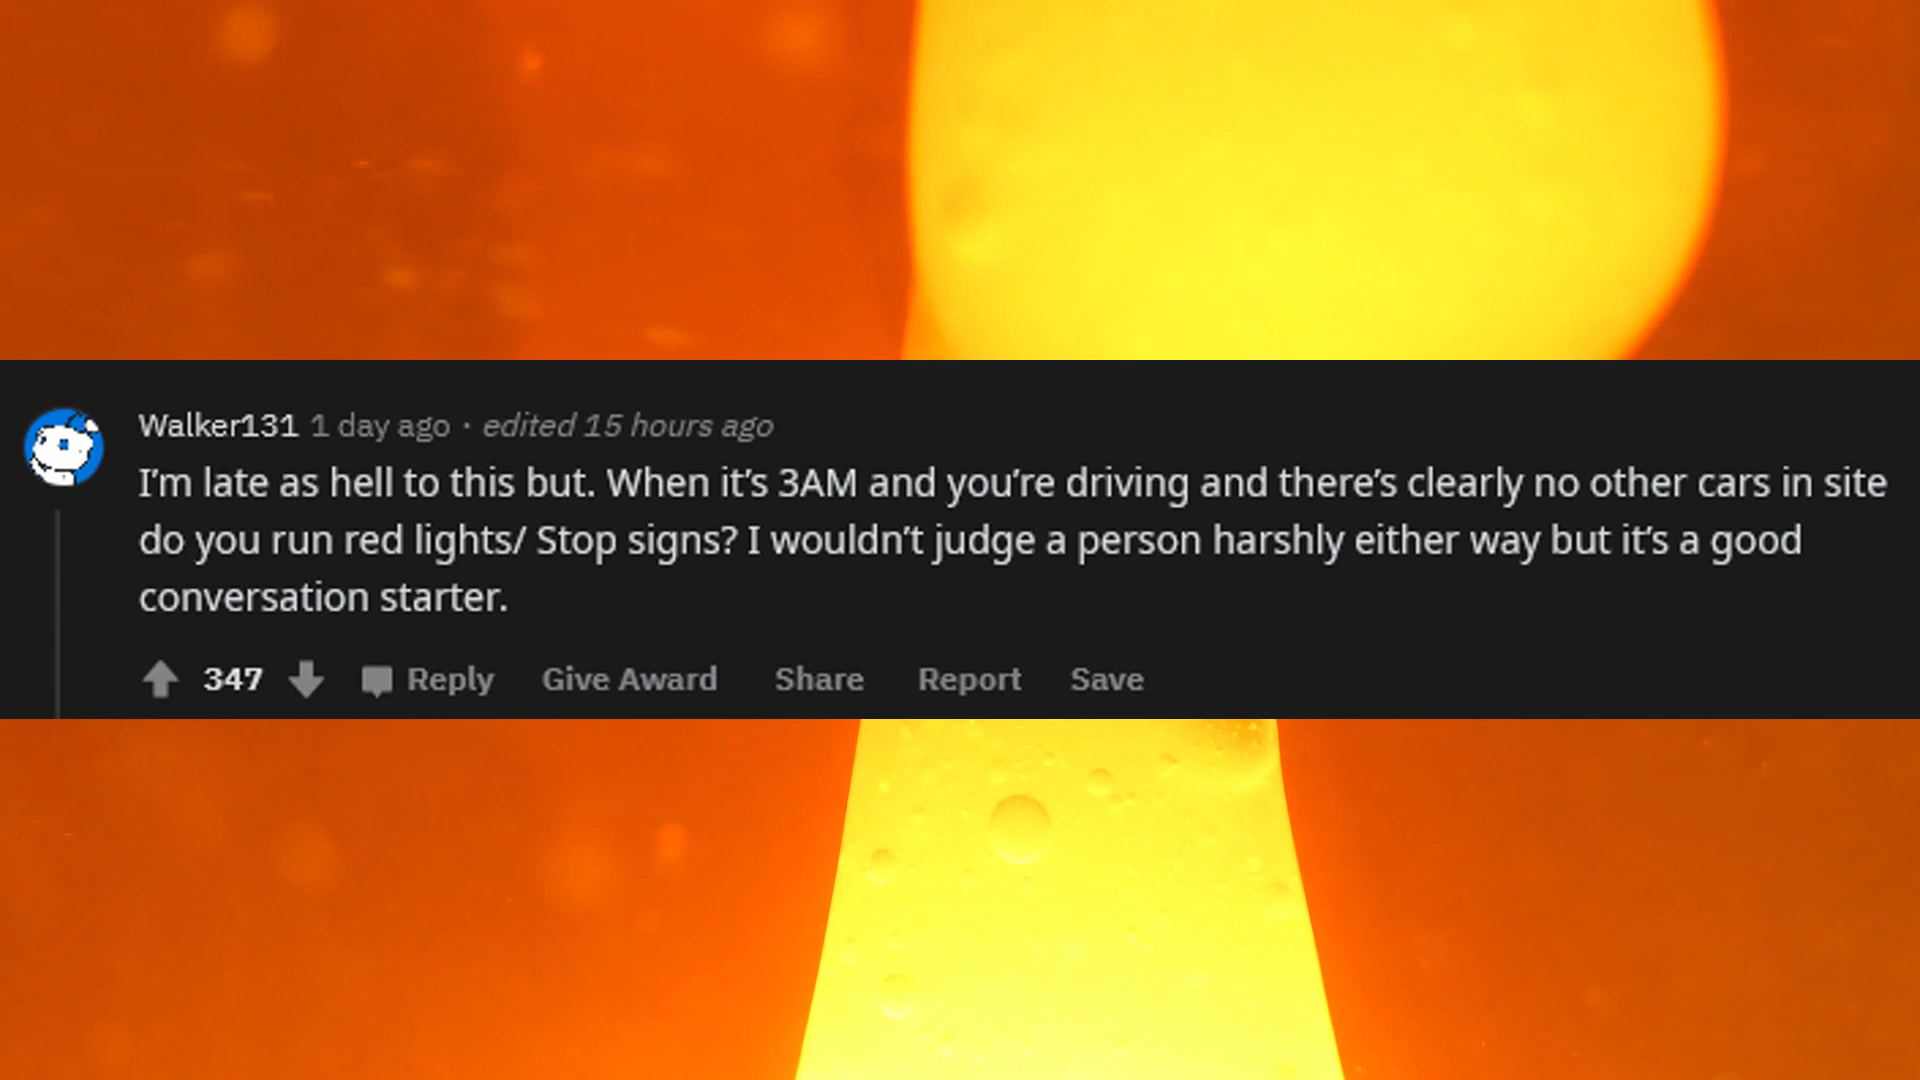 Walker131 1 day ago · edited 15 hours ago
I’m late as hell to this but. When it’s 3AM and you’re driving and there’s clearly no other cars in site
do you run red lights/ Stop signs? I wouldn’t judge a person harshly either way but it’s a good
conversation starter.
347 Reply Give Award Share Report Save